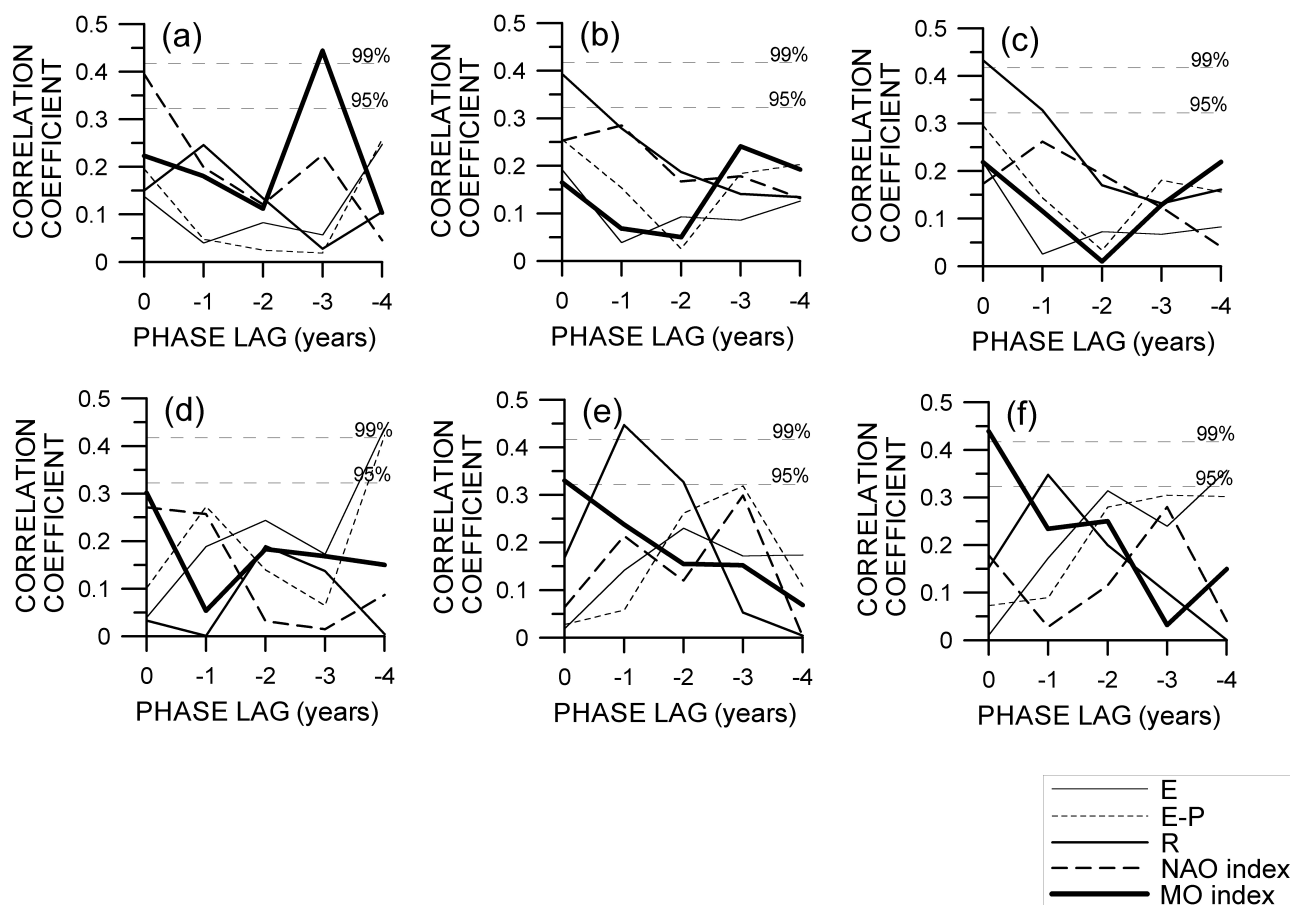 (a)
CORRELATION
COEFFICIENT
0.5
0.4
0.3
0.2
0.1
0
99%
95%
0 -1 -2 -3 -4
PHASE LAG (years)
(b)
CORRELATION
COEFFICIENT
0.5
0.4
0.3
0.2
0.1
0
99%
95%
0 -1 -2 -3 -4
PHASE LAG (years)
(c)
CORRELATION
COEFFICIENT
0.5
0.4
0.3
0.2
0.1
0
99%
95%
0 -1 -2 -3 -4
PHASE LAG (years)
(d)
CORRELATION
COEFFICIENT
0.5
0.4
0.3
0.2
0.1
0
99%
95%
0 -1 -2 -3 -4
PHASE LAG (years)
(e)
CORRELATION
COEFFICIENT
0.5
0.4
0.3
0.2
0.1
0
99%
95%
0 -1 -2 -3 -4
PHASE LAG (years)
(f)
CORRELATION
COEFFICIENT
0.5
0.4
0.3
0.2
0.1
0
99%
95%
0 -1 -2 -3 -4
PHASE LAG (years)
E
E-P
R
NAO index
MO index